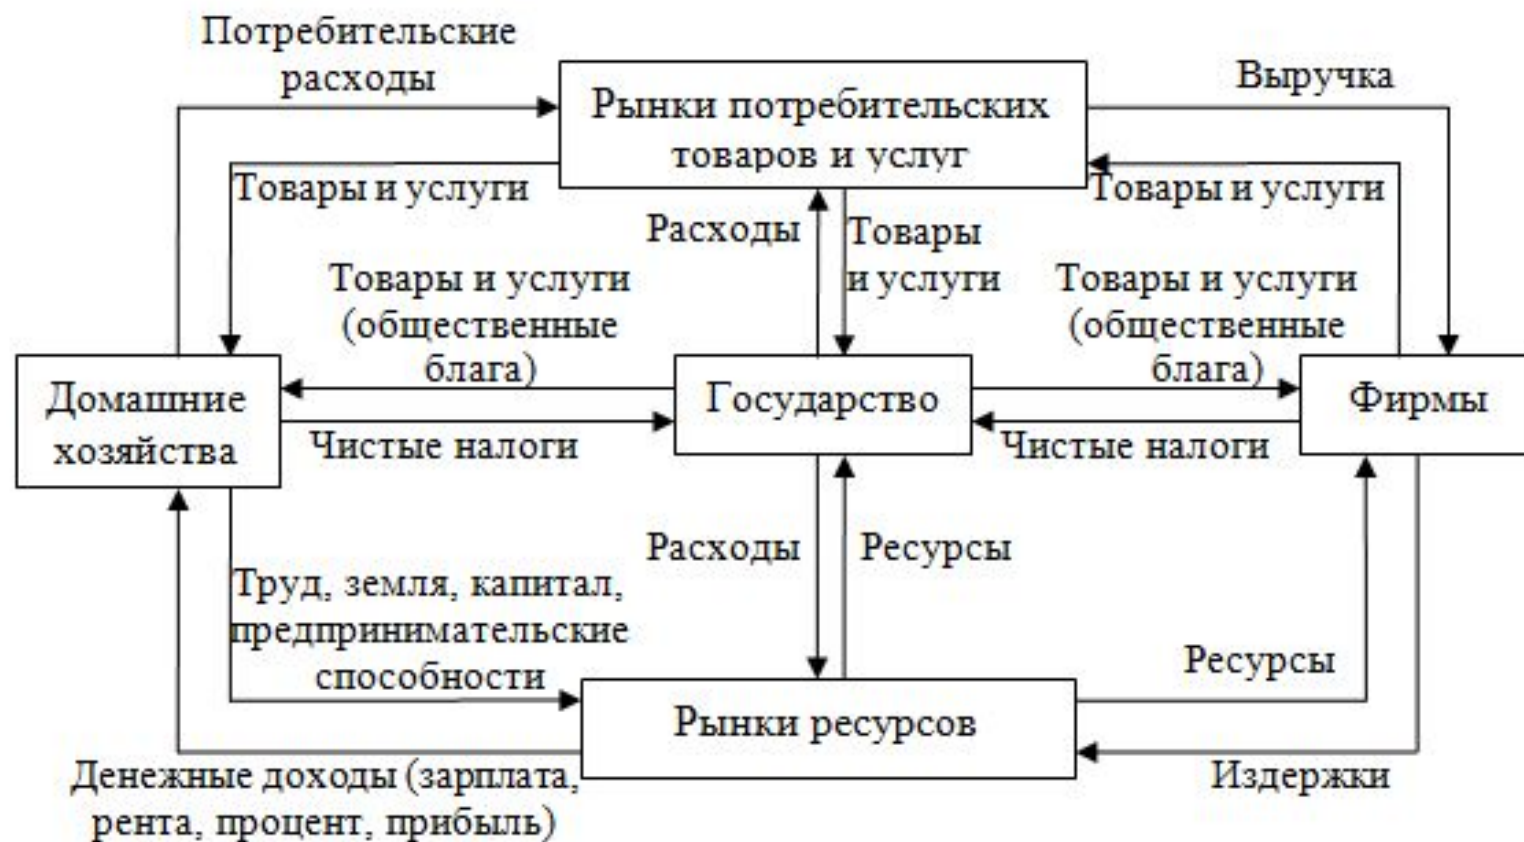 Потребительские
расходы
Выручка
Рынки потребительских
товаров и услуг
Товары и услуги
Товары и услуги
Расходы
Товары
и услуги
Товары и услуги
(общественные
блага)
Товары и услуги
(общественные
блага)
Домашние
хозяйства
Государство
Фирмы
Чистые налоги
Чистые налоги
Расходы
Ресурсы
Труд, земля, капитал,
предпринимательские
способности
Ресурсы
Рынки ресурсов
Денежные доходы (зарплата,
рента, процент, прибыль)
Издержки